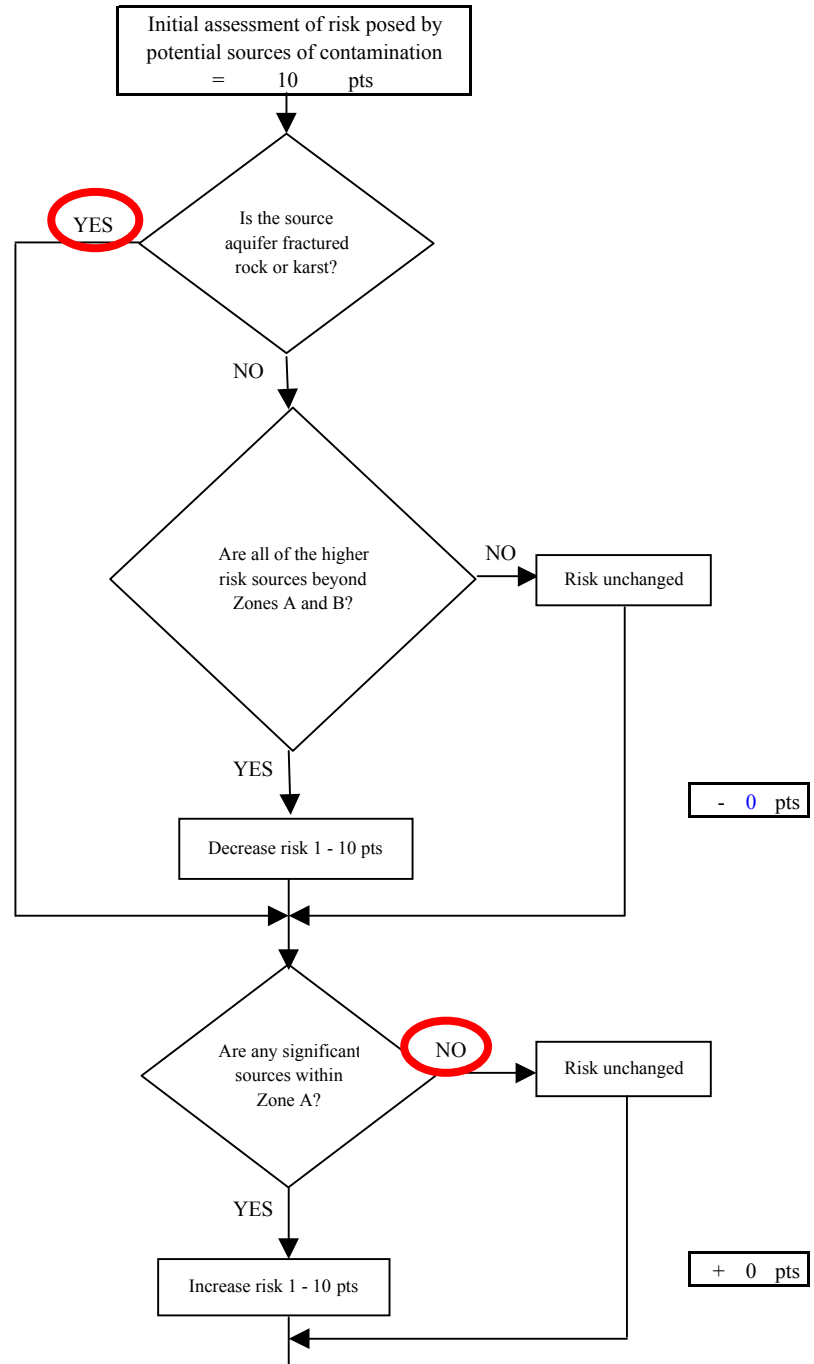 Initial assessment of risk posed by
potential sources of contamination
= 10 pts
YES
Is the source
aquifer fractured
rock or karst?
NO
Are all of the higher
risk sources beyond
Zones A and B?
NO
Risk unchanged
YES
- 0 pts
Decrease risk 1 - 10 pts
Are any significant
sources within
Zone A?
NO
Risk unchanged
YES
+ 0 pts
Increase risk 1 - 10 pts